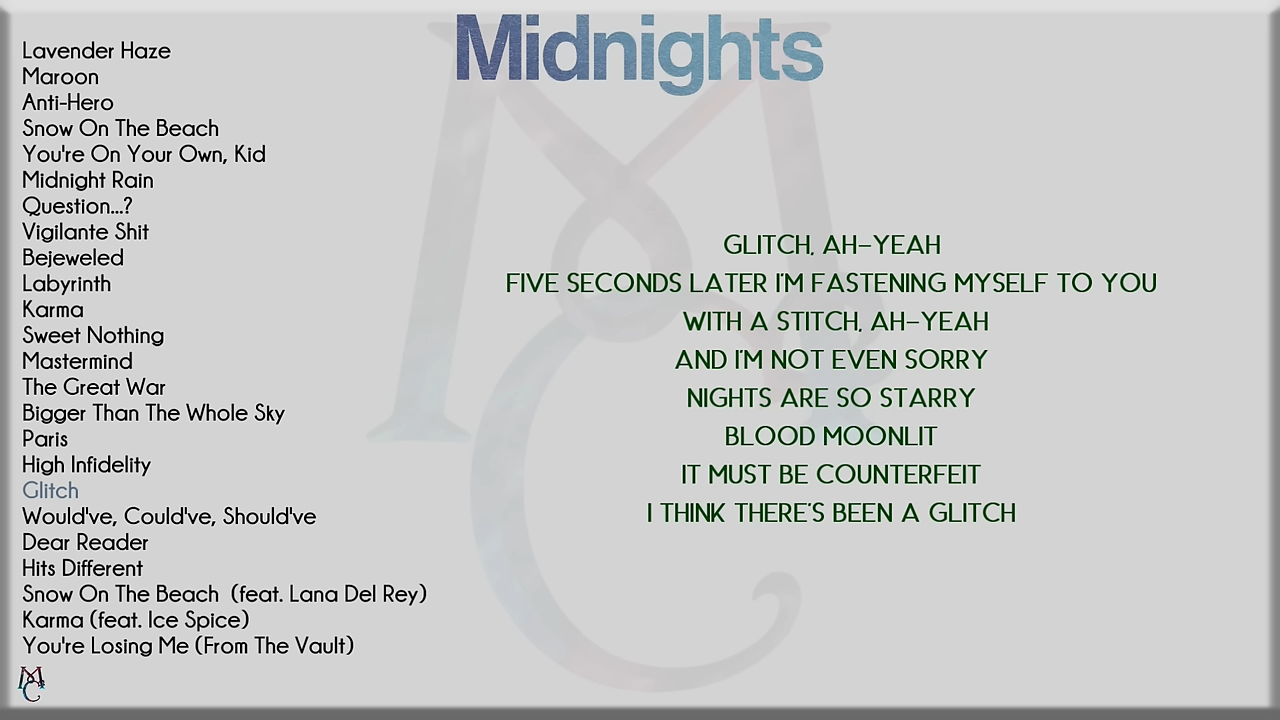 Midnights
Lavender Haze
Maroon
Anti-Hero
Snow On The Beach
You're On Your Own, Kid
Midnight Rain
Question...?
Vigilante Shit
Bejeweled
Labyrinth
Karma
Sweet Nothing
Mastermind
The Great War
Bigger Than The Whole Sky
Paris
High Infidelity
Glitch
Would've, Could've, Should've
Dear Reader
Hits Different
Snow On The Beach  (feat. Lana Del Rey)
Karma (feat. Ice Spice)
You're Losing Me (From The Vault)
GLITCH, AH-YEAH
FIVE SECONDS LATER I'M FASTENING MYSELF TO YOU
WITH A STITCH, AH-YEAH
AND I'M NOT EVEN SORRY
NIGHTS ARE SO STARRY
BLOOD MOONLIT
IT MUST BE COUNTERFEIT
I THINK THERE'S BEEN A GLITCH